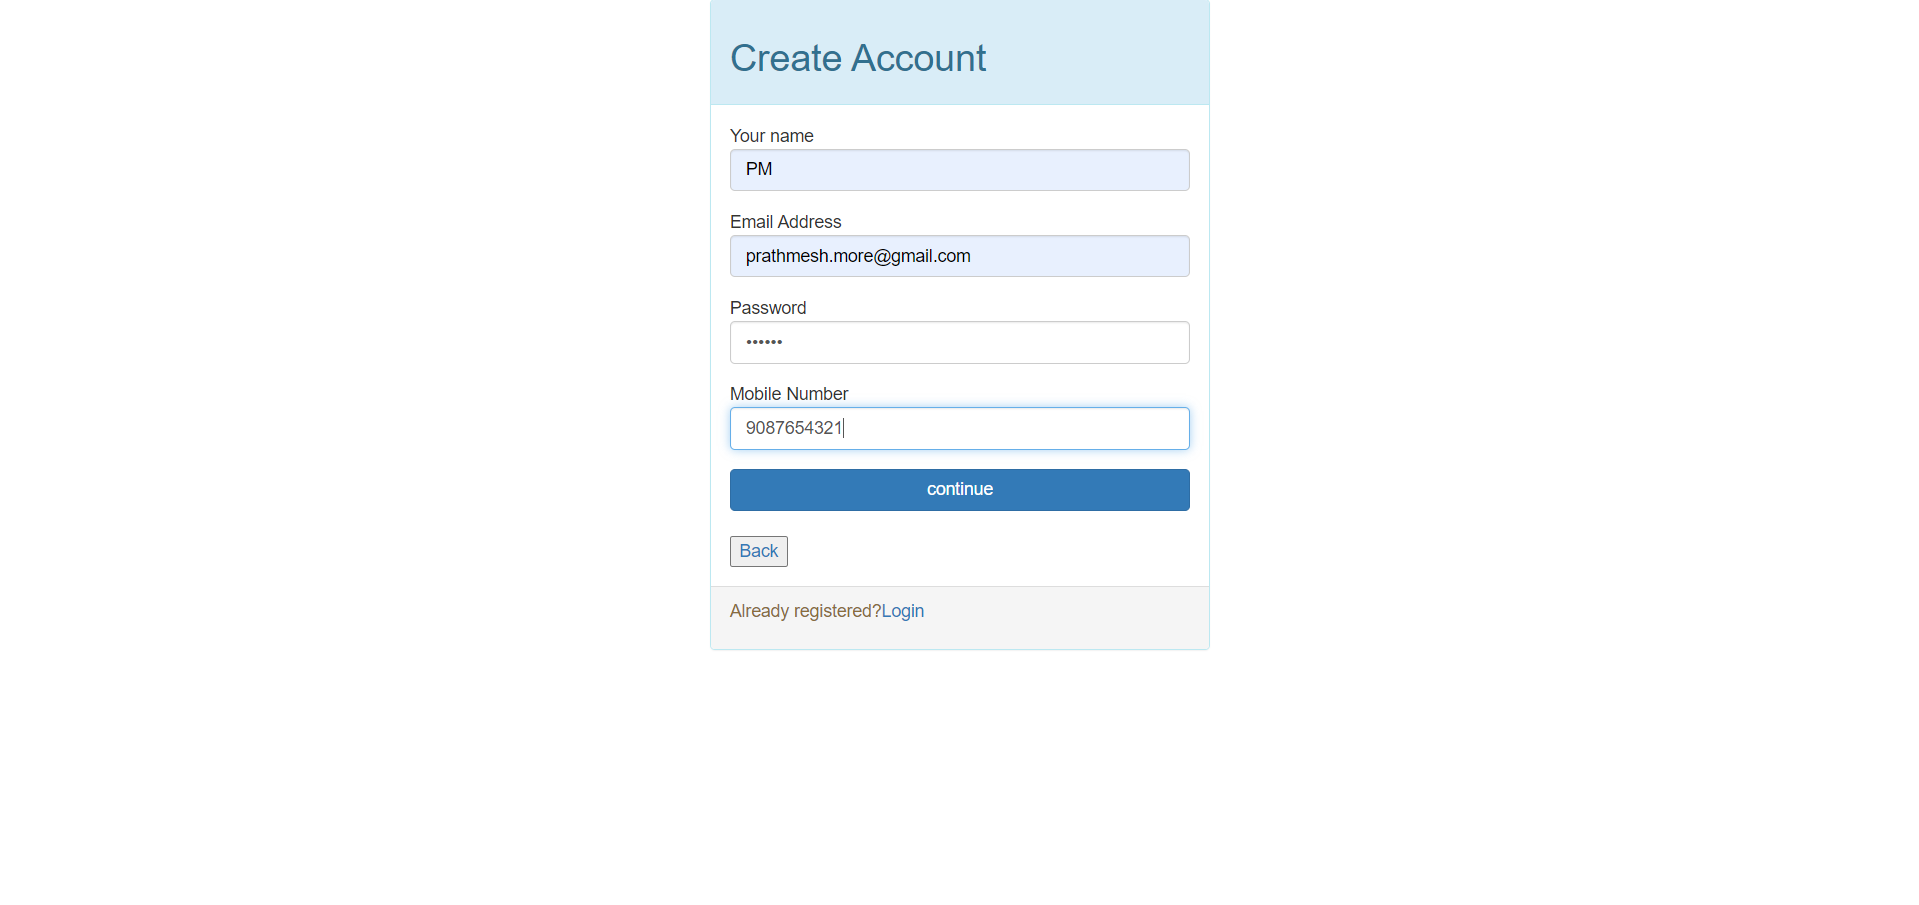 Create Account
Your name
PM
Email Address
prathmesh.more@gmail.com
Password
••••••
Mobile Number
9087654321
continue
Back
Already registered?Login